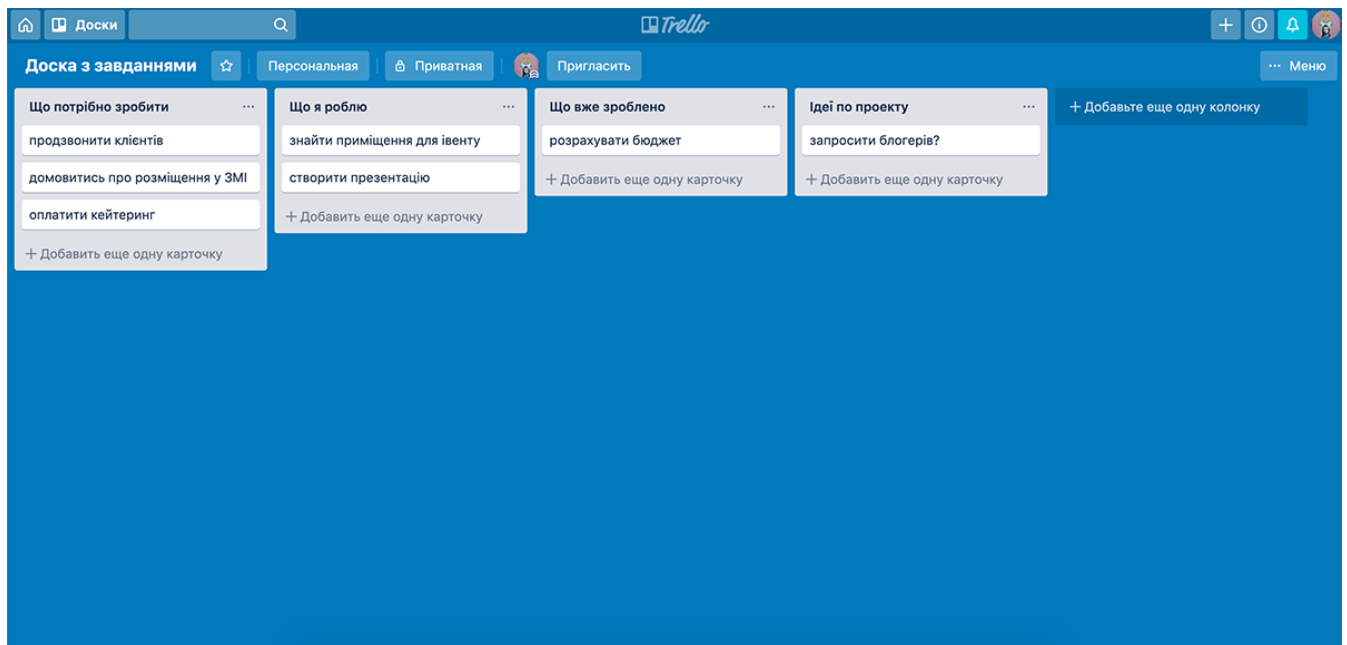 Доски
Trello
Доска з завданнями
Персональная
Приватная
Пригласить
... Меню
Що потрібно зробити ...
продзвонити клієнтів
домовитись про розміщення у ЗМІ
оплатити кейтеринг
+ Добавить еще одну карточку
Що я роблю ...
знайти приміщення для івенту
створити презентацію
+ Добавить еще одну карточку
Що вже зроблено ...
розрахувати бюджет
+ Добавить еще одну карточку
Ідеї по проекту ...
запросити блогерів?
+ Добавить еще одну карточку
+ Добавьте еще одну колонку